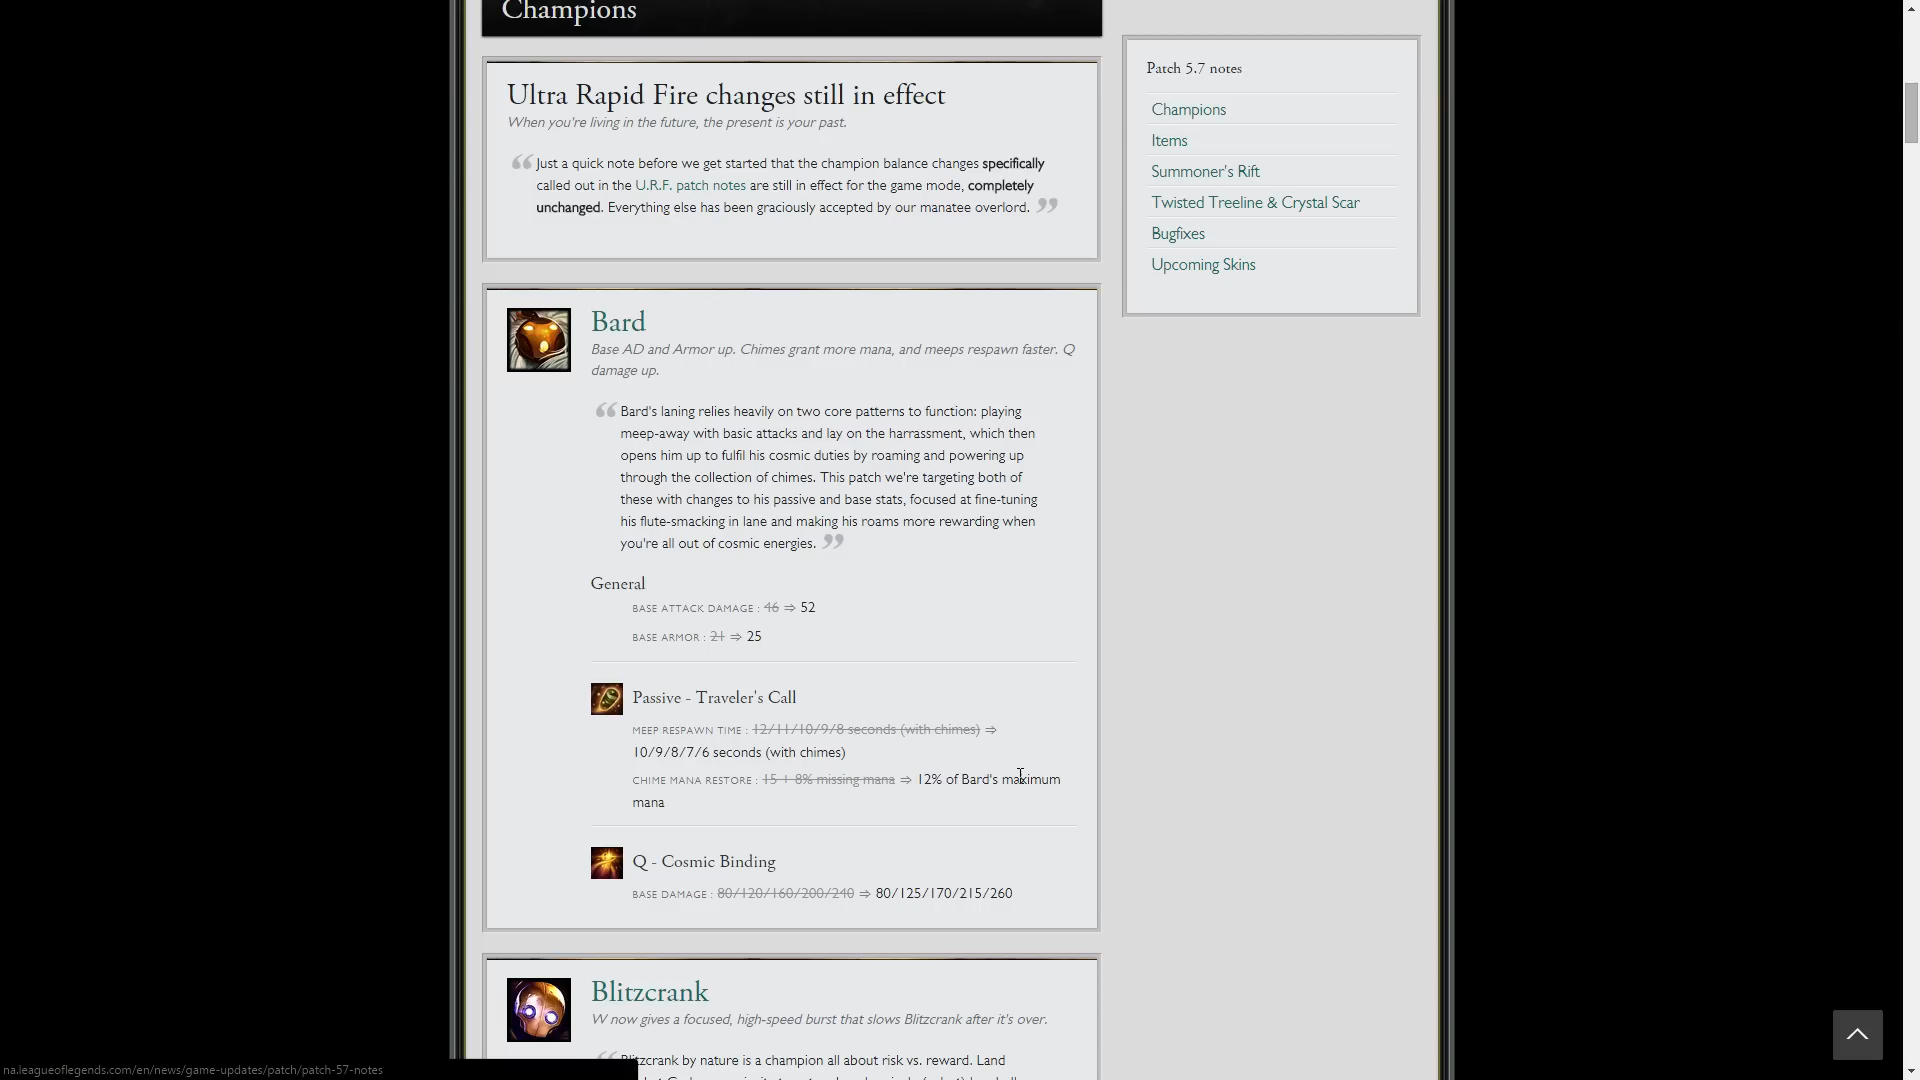 Champions
Ultra Rapid Fire changes still in effect
When you're living in the future, the present is your past.
“ Just a quick note before we get started that the champion balance changes specifically
called out in the U.R.F. patch notes are still in effect for the game mode, completely
unchanged. Everything else has been graciously accepted by our manatee overlord. ”
Bard
Base AD and Armor up. Chimes grant more mana, and meeps respawn faster. Q
damage up.
“ Bard's laning relies heavily on two core patterns to function: playing
meep-away with basic attacks and lay on the harrassment, which then
opens him up to fulfil his cosmic duties by roaming and powering up
through the collection of chimes. This patch we're targeting both of
these with changes to his passive and base stats, focused at fine-tuning
his flute-smacking in lane and making his roams more rewarding when
you're all out of cosmic energies. ”
General
BASE ATTACK DAMAGE : 46 ⇒ 52
BASE ARMOR : 21 ⇒ 25
Passive - Traveler's Call
MEEP RESPAWN TIME : 12/11/10/9/8 seconds (with chimes) ⇒
10/9/8/7/6 seconds (with chimes)
CHIME MANA RESTORE : 15 + 8% missing mana ⇒ 12% of Bard's maximum
mana
Q - Cosmic Binding
BASE DAMAGE : 80/120/160/200/240 ⇒ 80/125/170/215/260
Blitzcrank
W now gives a focused, high-speed burst that slows Blitzcrank after it's over.
“ Blitzcrank by nature is a champion all about risk vs. reward. Land
Patch 5.7 notes
Champions
Items
Summoner's Rift
Twisted Treeline & Crystal Scar
Bugfixes
Upcoming Skins
na.leagueoflegends.com/en/news/game-updates/patch/patch-57-notes